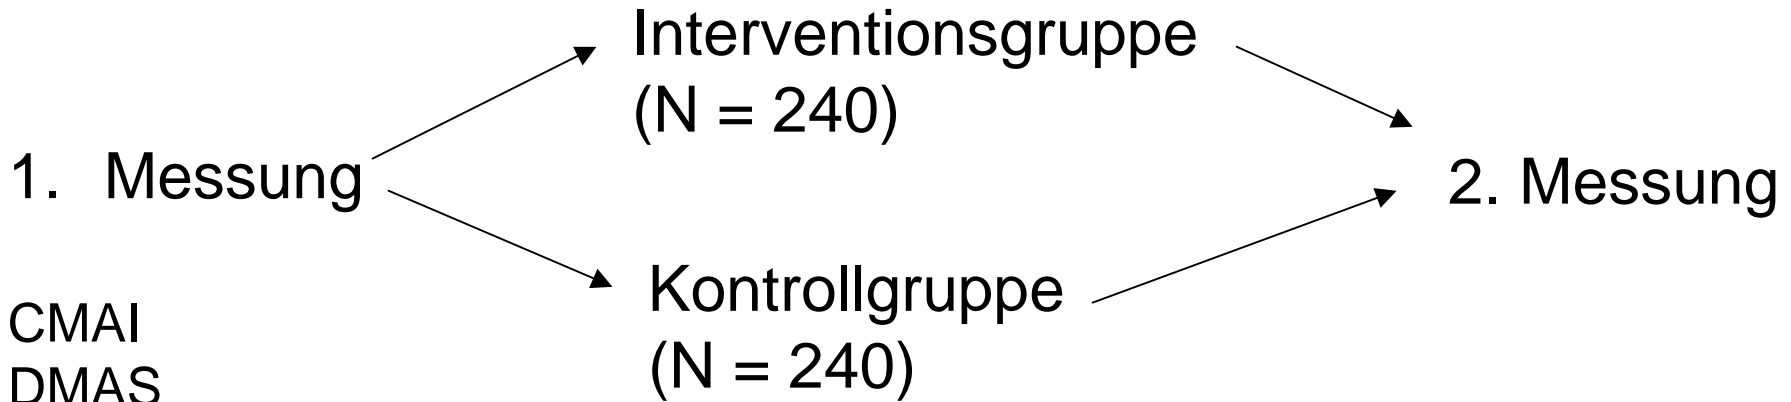 Interventionsgruppe
(N = 240)
1. Messung
2. Messung
Kontrollgruppe
(N = 240)
CMAI
DMAS